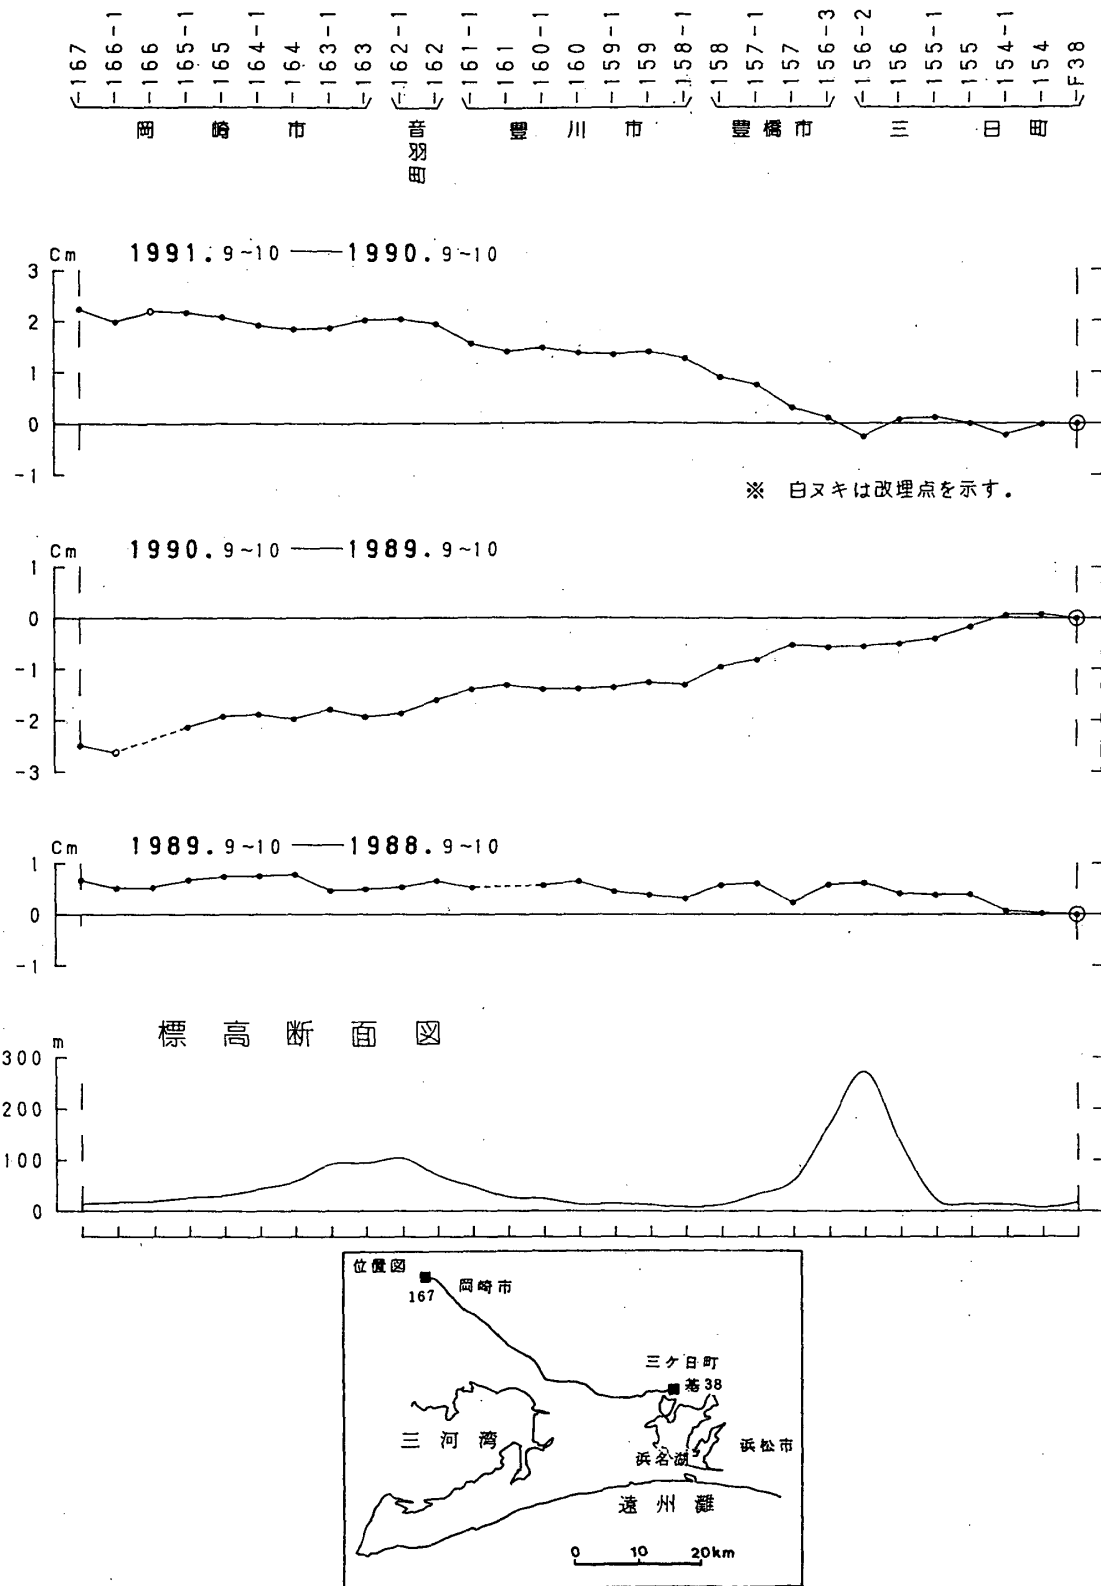 167 166-1 166 165-1 165 164-1 164 163-1 163 162-1 162 161-1 161 160-1 160 159-1 159 158-1 158 157-1 157 156-3 156-2 156 155-1 155 154-1 154 F38
岡崎市 音羽町 豊川市 豊橋市 三日町
Cm 1991.9~10 ── 1990.9~10
3
2
1
0
-1
※ 白ヌキは改埋点を示す.
Cm 1990.9~10 ── 1989.9~10
1
0
-1
-2
-3
Cm 1989.9~10 ── 1988.9~10
1
0
-1
標高断面図
m
300
200
100
0
位置図
岡崎市
167
三ケ日町
基38
三河湾
浜名湖
浜松市
遠州灘
0 10 20km